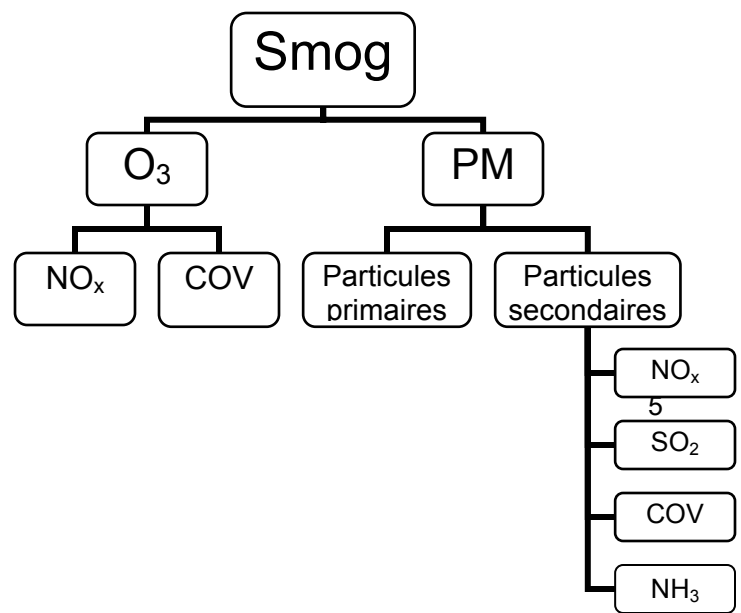 Smog
O₃
PM
NOₓ
COV
Particules
primaires
Particules
secondaires
NOₓ
5
SO₂
COV
NH₃